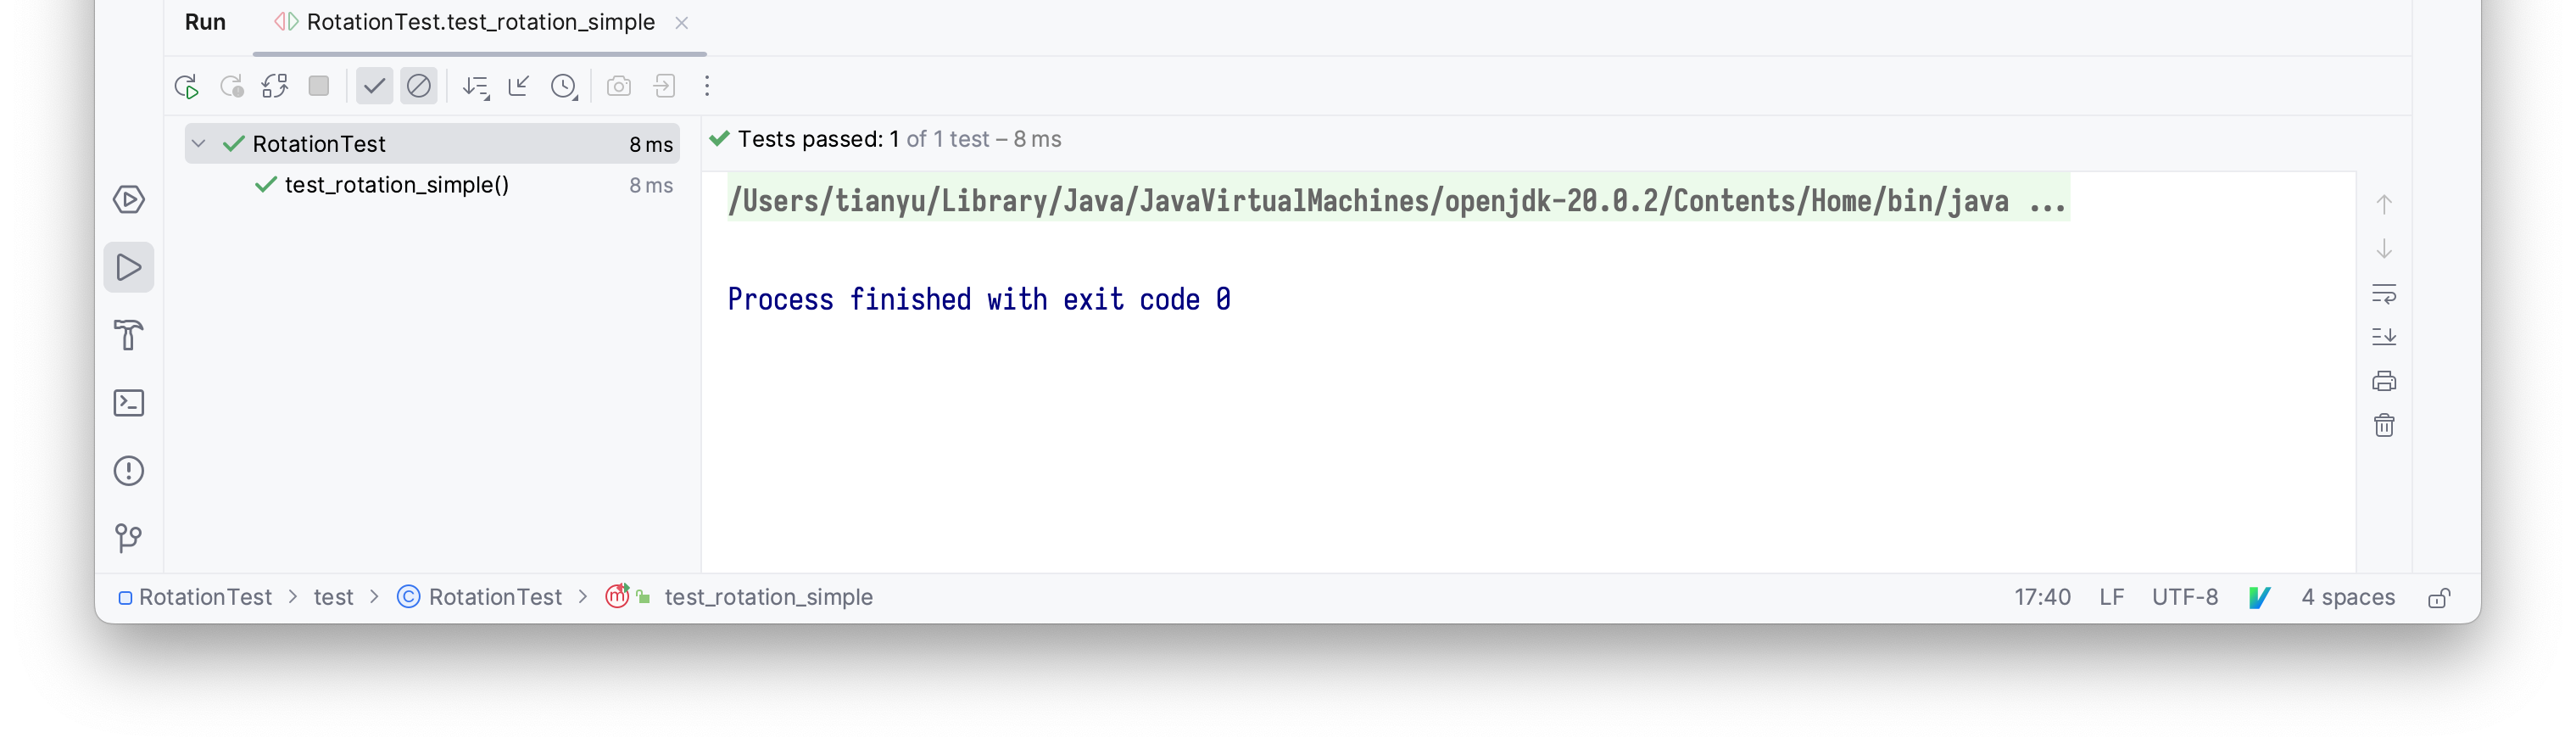 Run RotationTest.test_rotation_simple
RotationTest 8 ms
test_rotation_simple() 8 ms
Tests passed: 1 of 1 test – 8 ms
/Users/tianyu/Library/Java/JavaVirtualMachines/openjdk-20.0.2/Contents/Home/bin/java ...
Process finished with exit code 0
RotationTest > test > RotationTest > test_rotation_simple 17:40 LF UTF-8 4 spaces